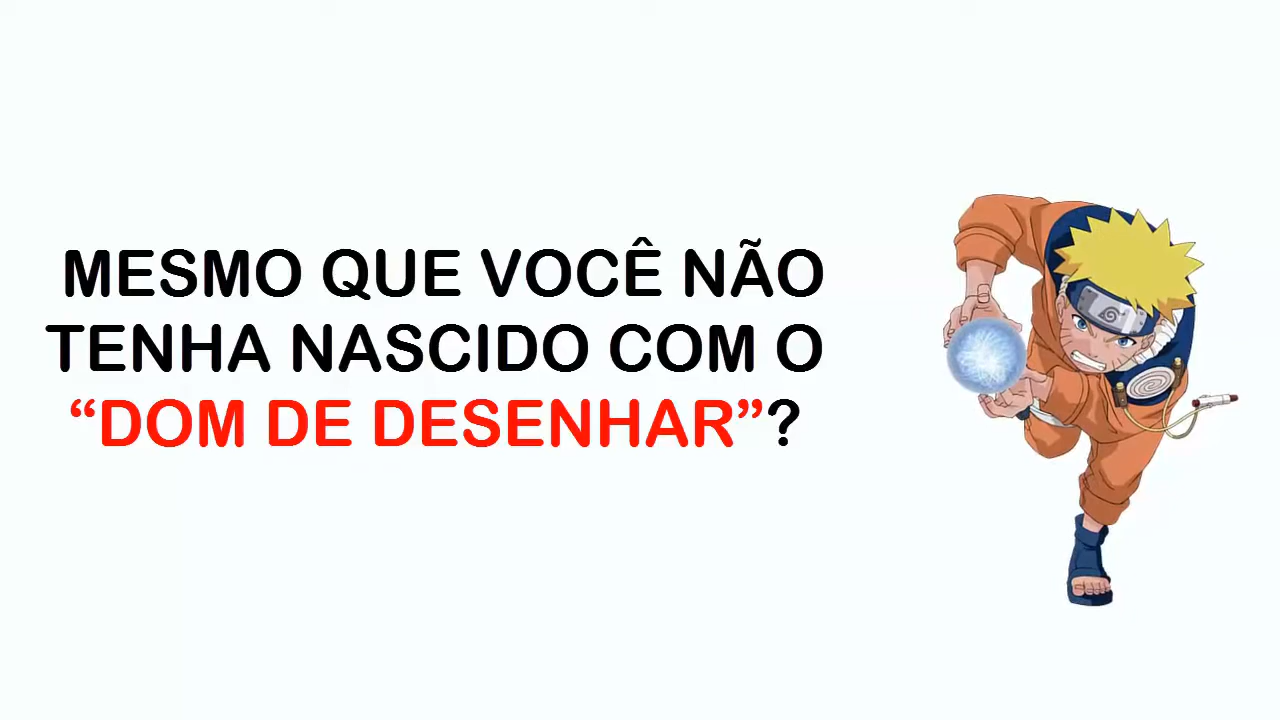 MESMO QUE VOCÊ NÃO
TENHA NASCIDO COM O
“DOM DE DESENHAR”?